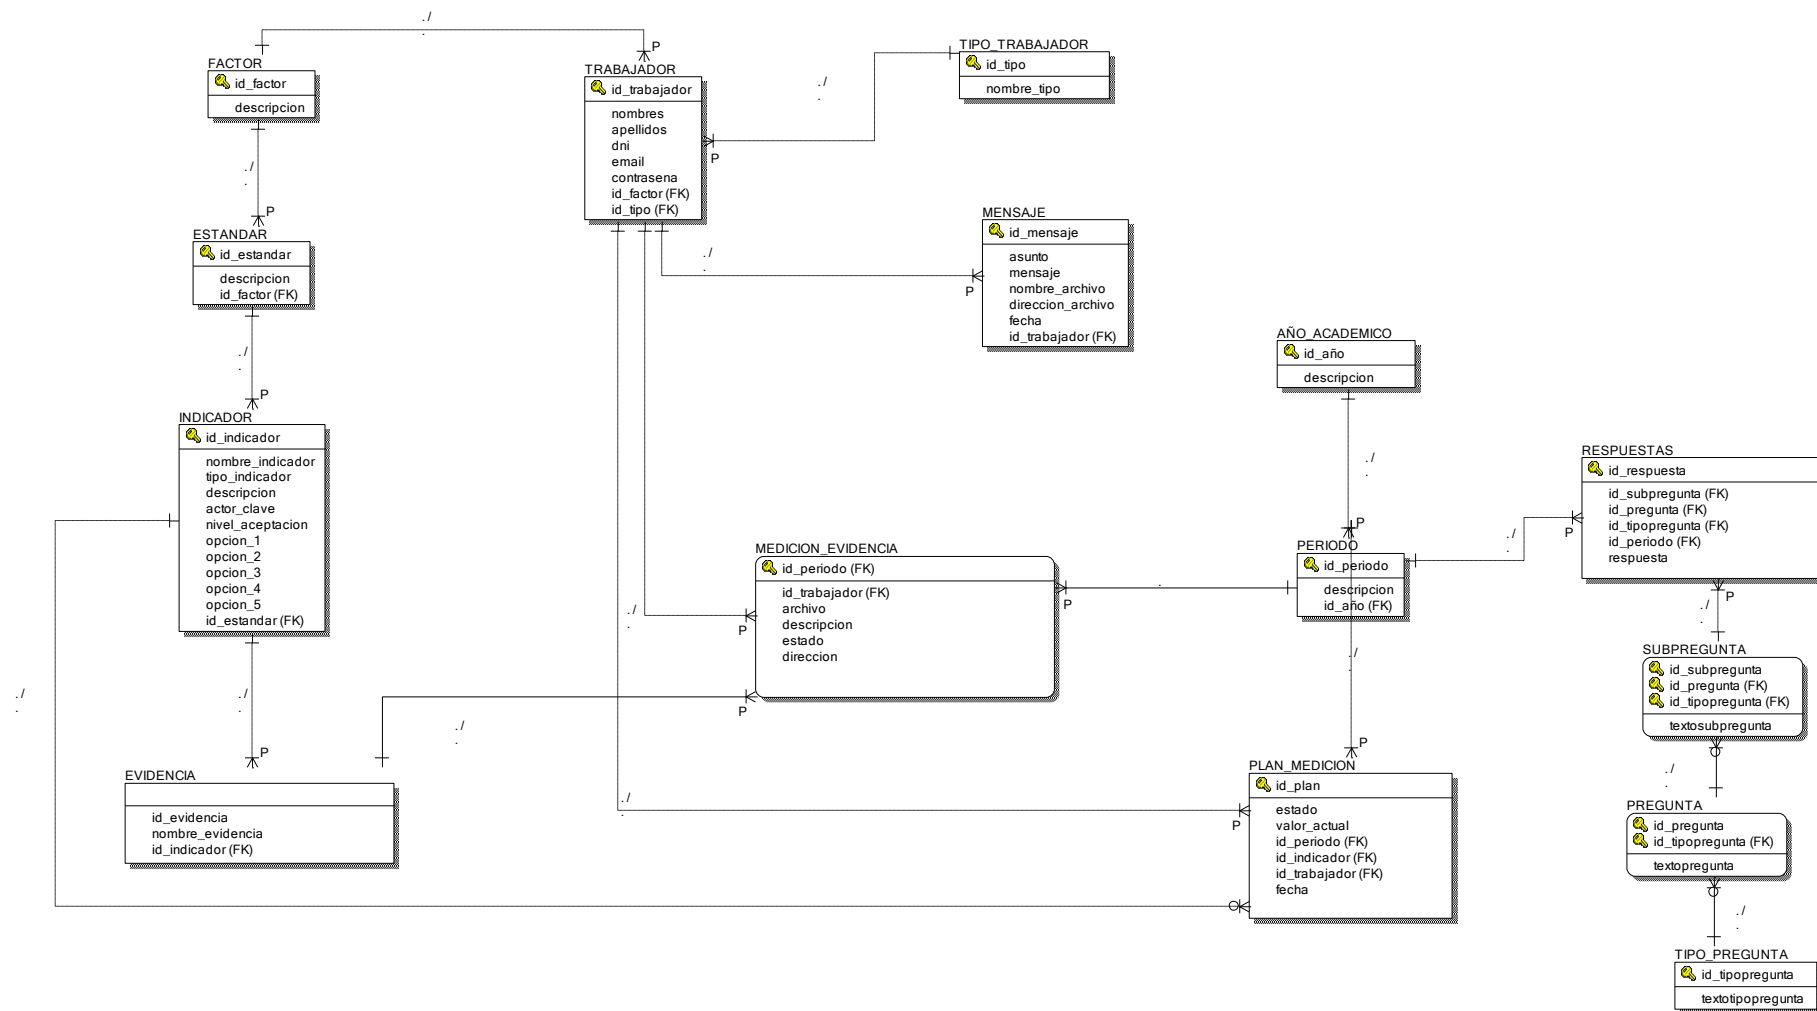 FACTOR
id_factor
descripcion
P
TRABAJADOR
id_trabajador
nombres
apellidos
dni
email
contrasena
id_factor (FK)
id_tipo (FK)
P
TIPO_TRABAJADOR
id_tipo
nombre_tipo
P
ESTANDAR
id_estandar
descripcion
id_factor (FK)
MENSAJE
id_mensaje
asunto
mensaje
nombre_archivo
direccion_archivo
fecha
id_trabajador (FK)
P
AÑO_ACADEMICO
id_año
descripcion
P
INDICADOR
id_indicador
nombre_indicador
tipo_indicador
descripcion
actor_clave
nivel_aceptacion
opcion_1
opcion_2
opcion_3
opcion_4
opcion_5
id_estandar (FK)
RESPUESTAS
id_respuesta
id_subpregunta (FK)
id_pregunta (FK)
id_tipopregunta (FK)
id_periodo (FK)
respuesta
P
P
P
MEDICION_EVIDENCIA
id_periodo (FK)
id_trabajador (FK)
archivo
descripcion
estado
direccion
P
P
P
PERIODO
id_periodo
descripcion
id_año (FK)
SUBPREGUNTA
id_subpregunta
id_pregunta (FK)
id_tipopregunta (FK)
textosubpregunta
P
EVIDENCIA
id_evidencia
nombre_evidencia
id_indicador (FK)
P
PLAN_MEDICION
id_plan
estado
valor_actual
id_periodo (FK)
id_indicador (FK)
id_trabajador (FK)
fecha
P
PREGUNTA
id_pregunta
id_tipopregunta (FK)
textopregunta
TIPO_PREGUNTA
id_tipopregunta
textotipopregunta